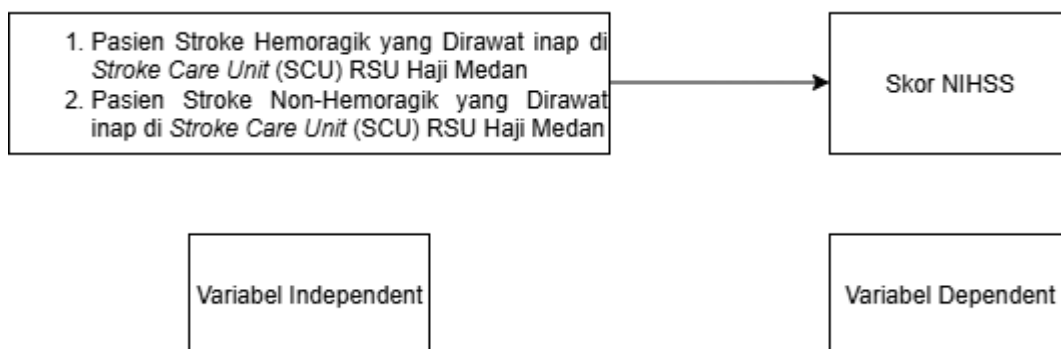 1. Pasien Stroke Hemoragik yang Dirawat inap di
Stroke Care Unit (SCU) RSU Haji Medan
2. Pasien Stroke Non-Hemoragik yang Dirawat
inap di Stroke Care Unit (SCU) RSU Haji Medan
Skor NIHSS
Variabel Independent
Variabel Dependent